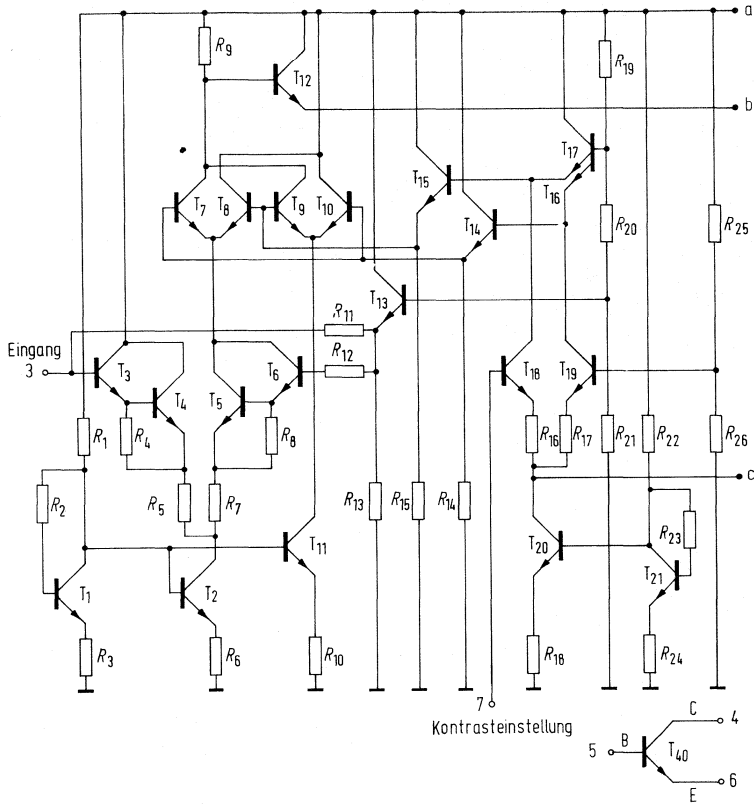 a
R9
R19
T12
b
T17
T15
T16
T7
T8
T9
T10
T14
R20
R25
T13
R11
Eingang
3
R12
T3
T6
T18
T19
T4
T5
R1
R4
R8
R16
R17
R21
R22
R26
c
R2
R5
R7
R13
R15
R14
R23
T11
T20
T21
T1
T2
R3
R6
R10
R18
R24
7
Kontrasteinstellung
C
4
5
B
T40
6
E